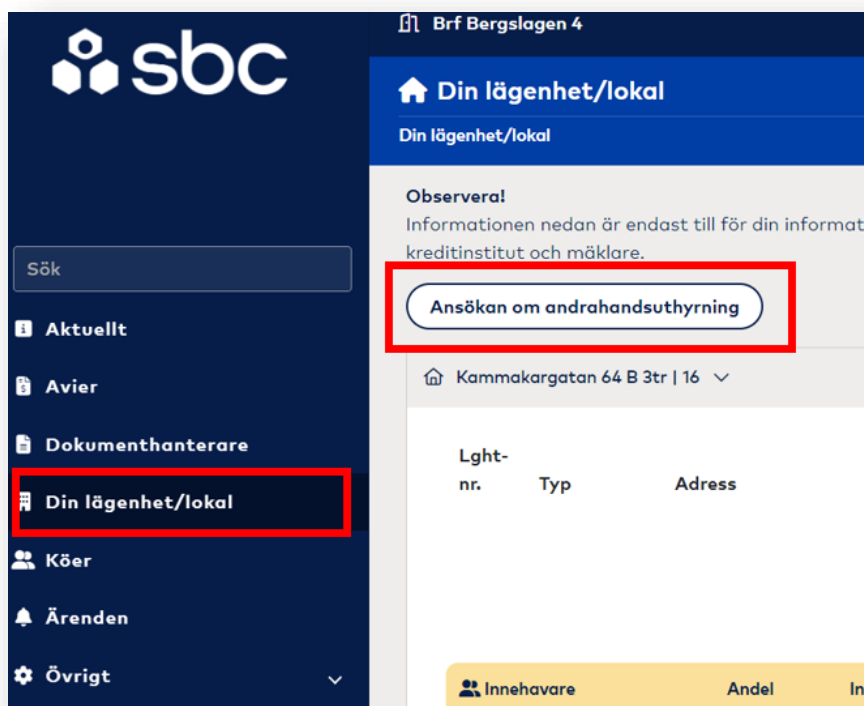 sbc
Sök
Aktuellt
Avier
Dokumenthanterare
Din lägenhet/lokal
Köer
Ärenden
Övrigt
Brf Bergslagen 4
Din lägenhet/lokal
Din lägenhet/lokal
Observera!
Informationen nedan är endast till för din informat
kreditinstitut och mäklare.
Ansökan om andrahandsuthyrning
Kammakargatan 64 B 3tr | 16
Lght-
nr. Typ Adress
Innehavare Andel In